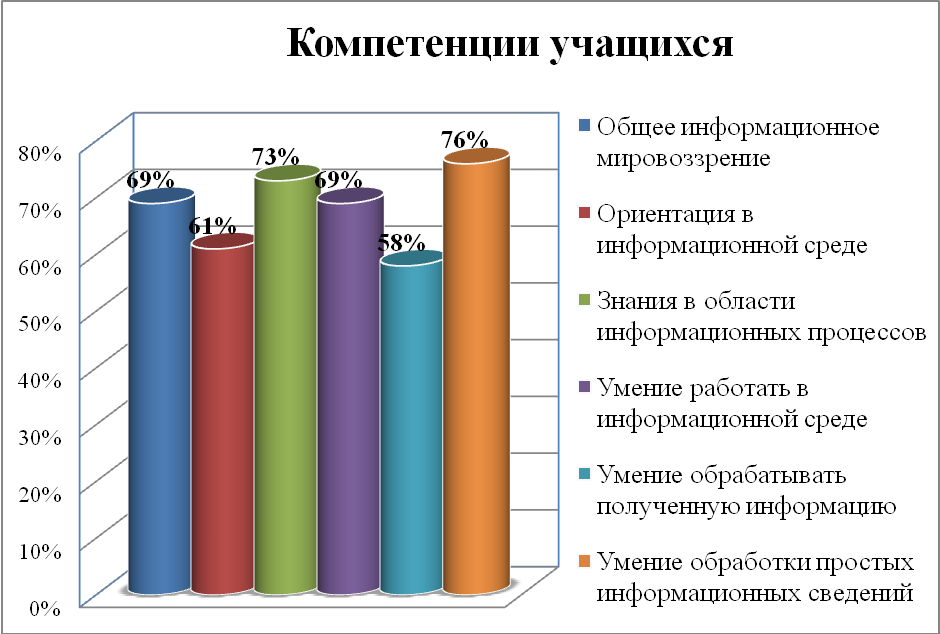 Компетенции учащихся
80%
70%
60%
50%
40%
30%
20%
10%
0%
69%
61%
73%
69%
58%
76%
Общее информационное
мировоззрение
Ориентация в
информационной среде
Знания в области
информационных процессов
Умение работать в
информационной среде
Умение обрабатывать
полученную информацию
Умение обработки простых
информационных сведений